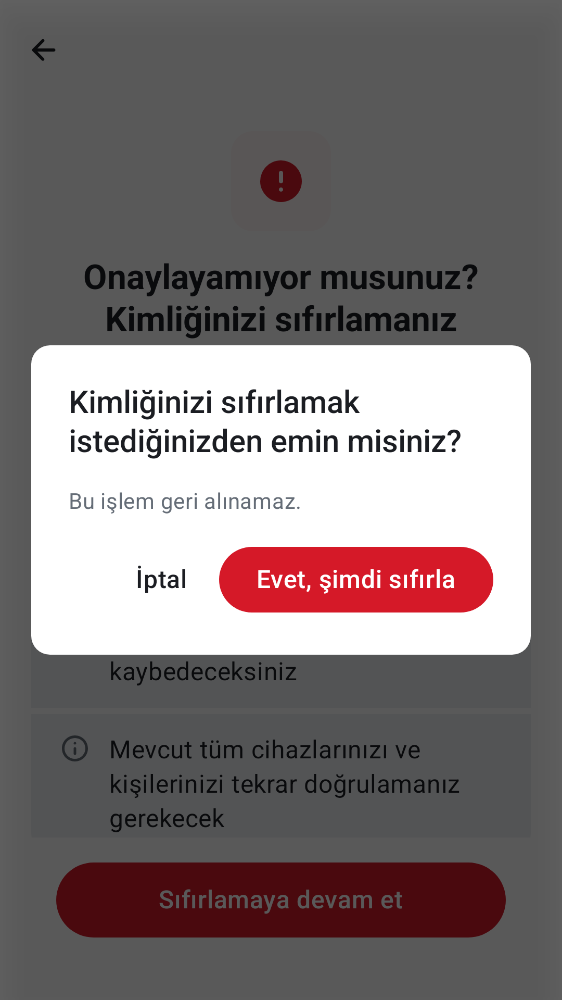 Onaylayamıyor musunuz?
Kimliğinizi sıfırlamanız
Kimliğinizi sıfırlamak
istediğinizden emin misiniz?
Bu işlem geri alınamaz.
İptal
Evet, şimdi sıfırla
kaybedeceksiniz
Mevcut tüm cihazlarınızı ve
kişilerinizi tekrar doğrulamanız
gerekecek
Sıfırlamaya devam et